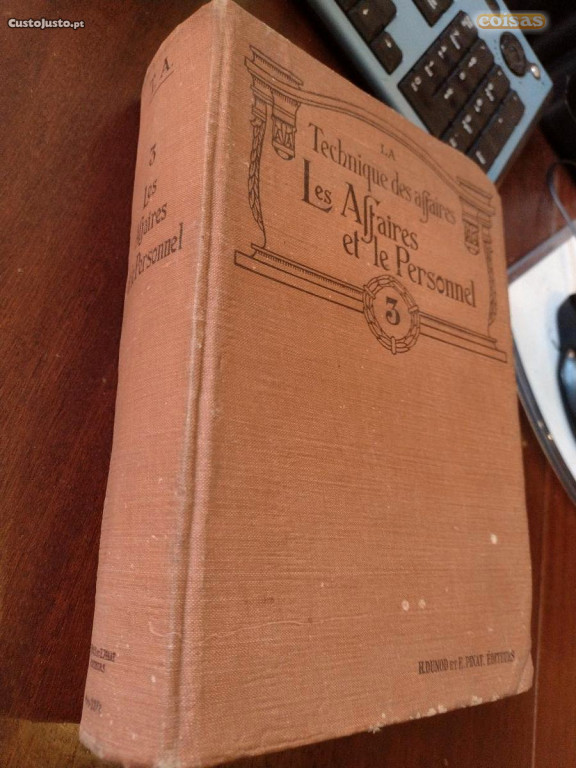 CustoJusto.pt
coisas
T. A.
3
Les
Affaires
et le Personnel
T. A
Technique des affaires
Les Affaires
et le Personnel
3
H. DUNOD ET E. PINAT, ÉDITEURS